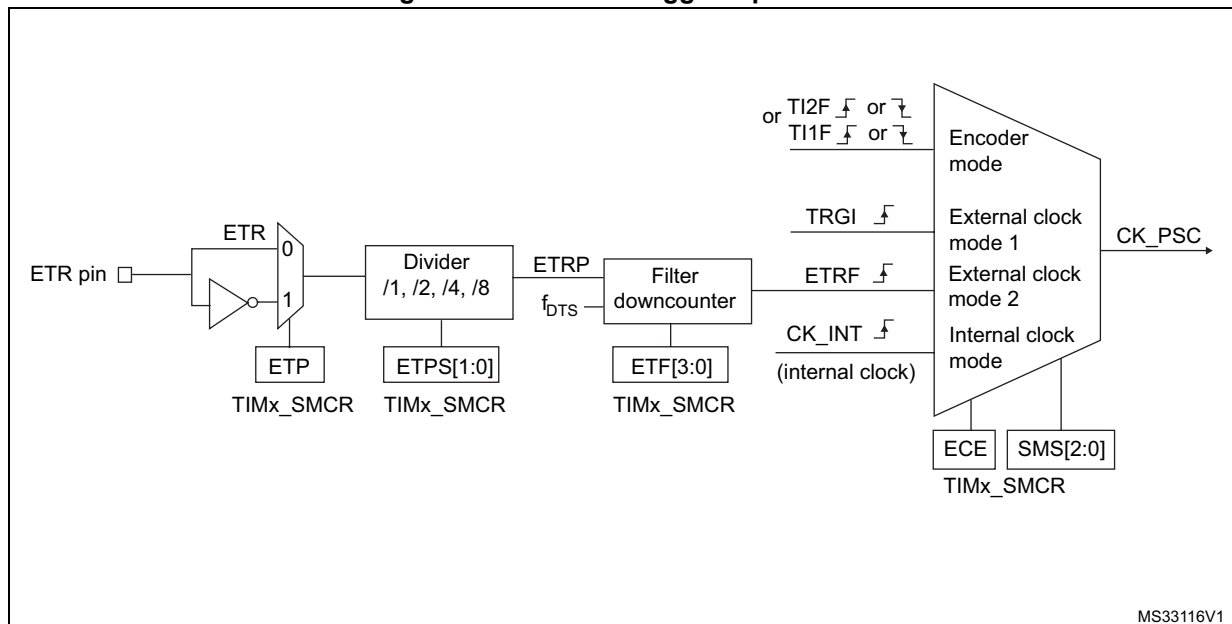 or TI2F or
TI1F or
Encoder
mode
TRGI
External clock
mode 1
CK_PSC
ETR
0
ETR pin
1
Divider
/1, /2, /4, /8
ETRP
fDTS
Filter
downcounter
ETRF
External clock
mode 2
CK_INT
(internal clock)
Internal clock
mode
ETP
TIMx_SMCR
ETPS[1:0]
TIMx_SMCR
ETF[3:0]
TIMx_SMCR
ECE
SMS[2:0]
TIMx_SMCR
MS33116V1